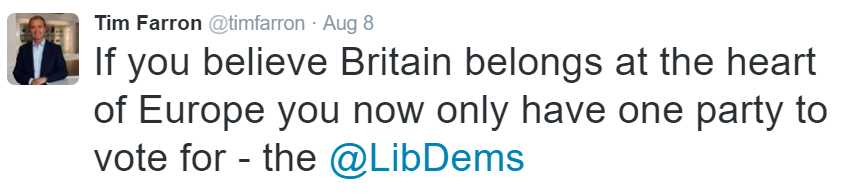 Tim Farron @timfarron · Aug 8
If you believe Britain belongs at the heart
of Europe you now only have one party to
vote for - the @LibDems